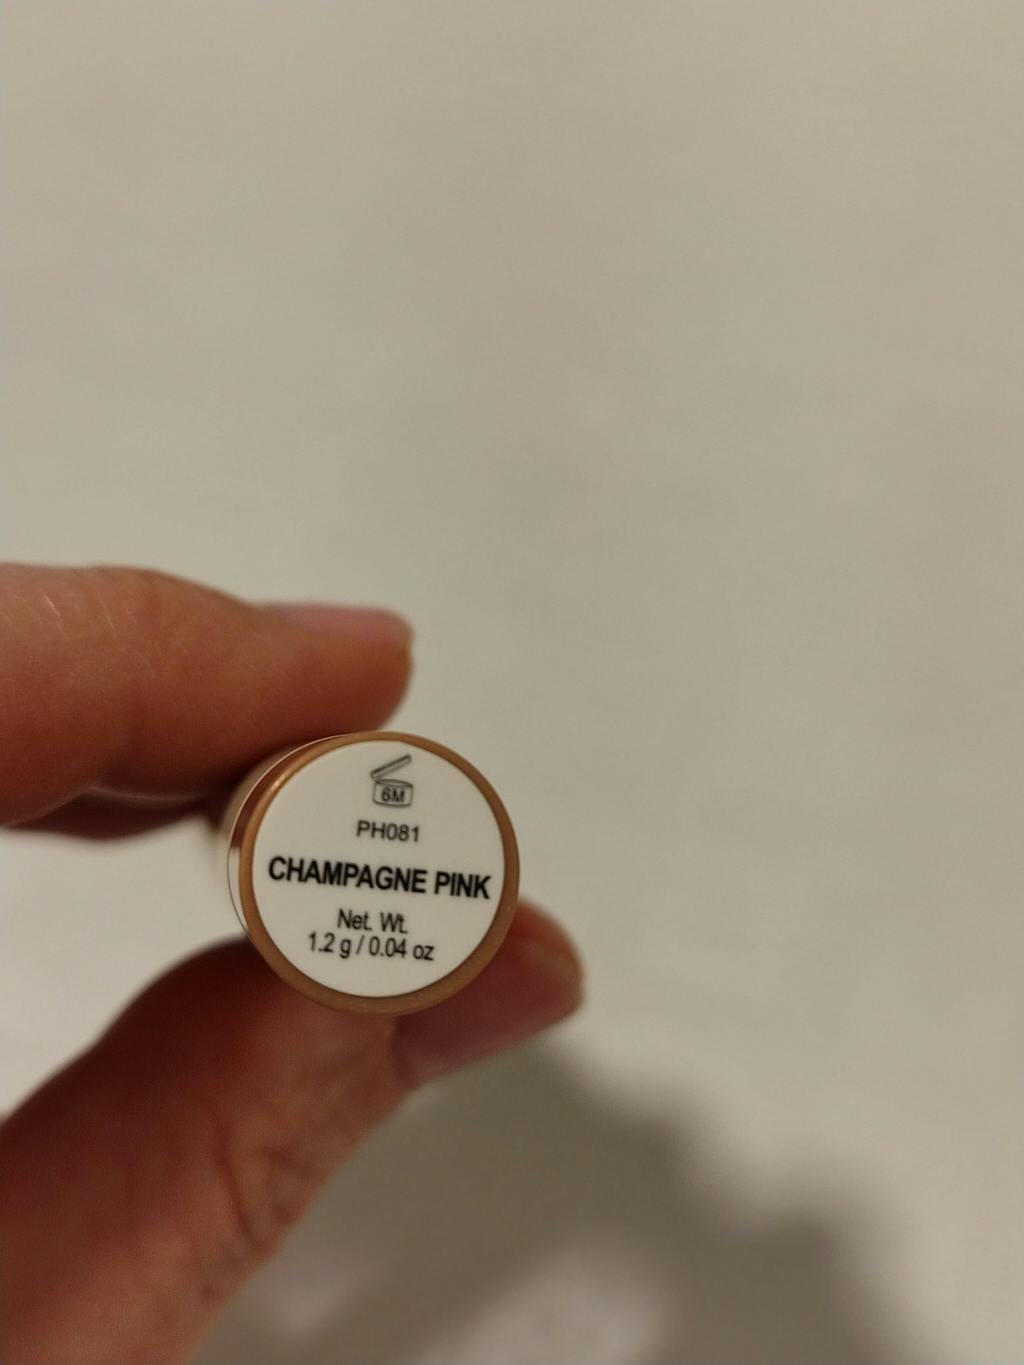 6M
PH081
CHAMPAGNE PINK
Net. Wt.
1.2 g / 0.04 oz